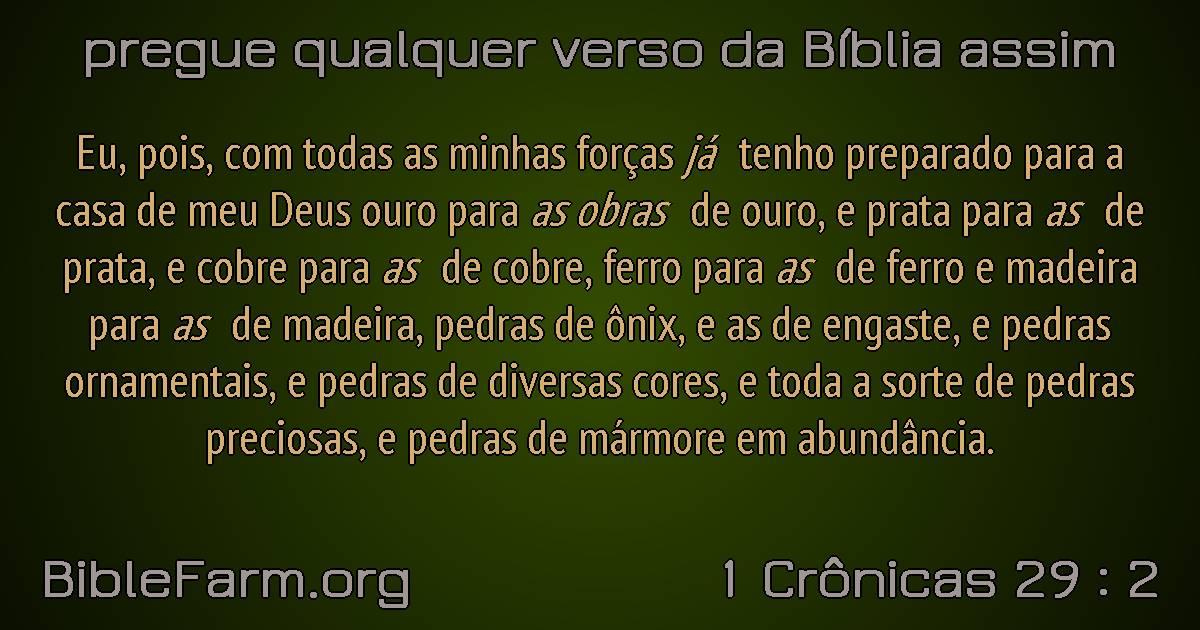 pregue qualquer verso da Bíblia assim
Eu, pois, com todas as minhas forças já tenho preparado para a
casa de meu Deus ouro para as obras de ouro, e prata para as de
prata, e cobre para as de cobre, ferro para as de ferro e madeira
para as de madeira, pedras de ônix, e as de engaste, e pedras
ornamentais, e pedras de diversas cores, e toda a sorte de pedras
preciosas, e pedras de mármore em abundância.
BibleFarm.org
1 Crônicas 29 : 2